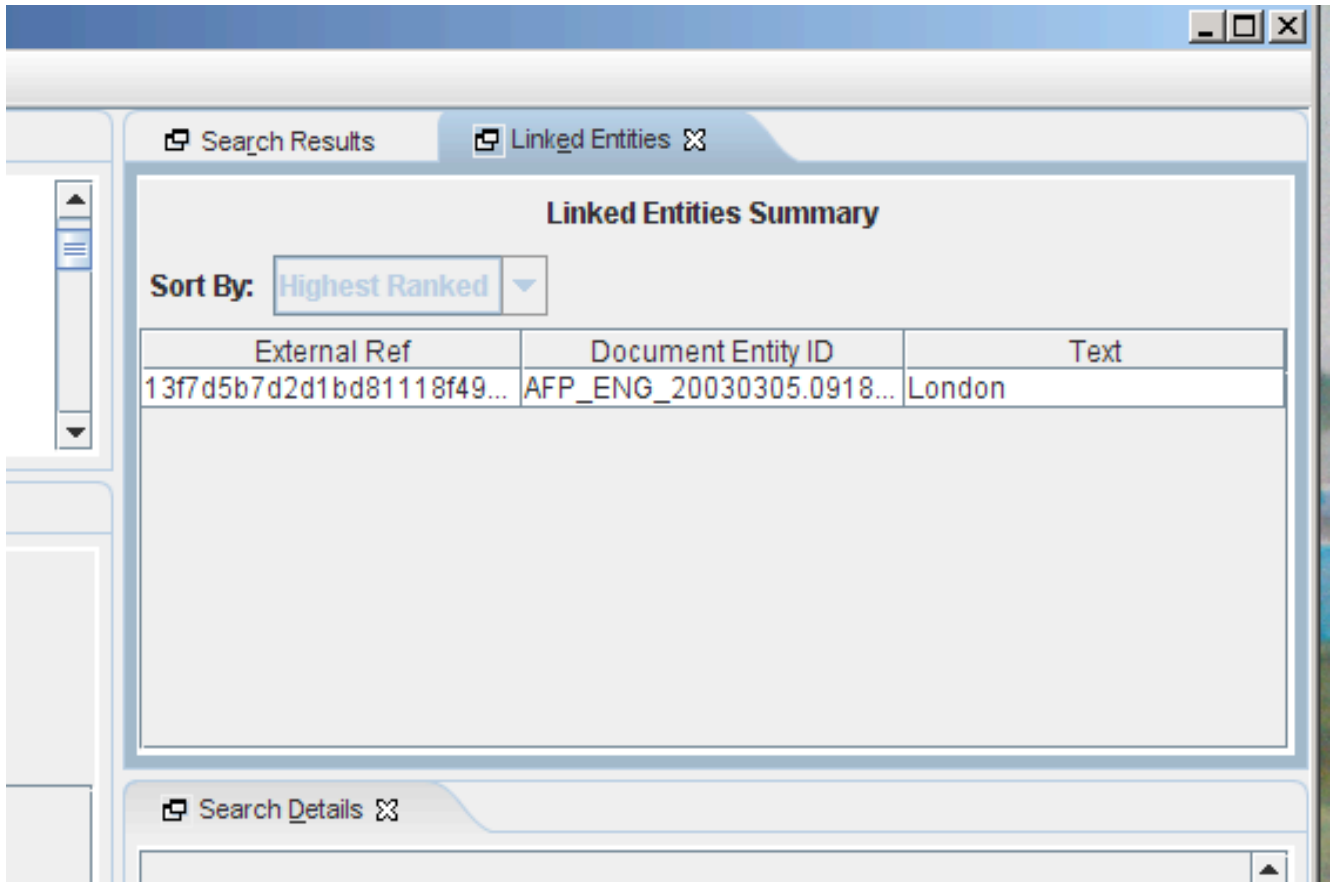 Search Results Linked Entities
Linked Entities Summary
Sort By: Highest Ranked
External Ref Document Entity ID Text
13f7d5b7d2d1bd81118f49... AFP_ENG_20030305.0918... London
Search Details